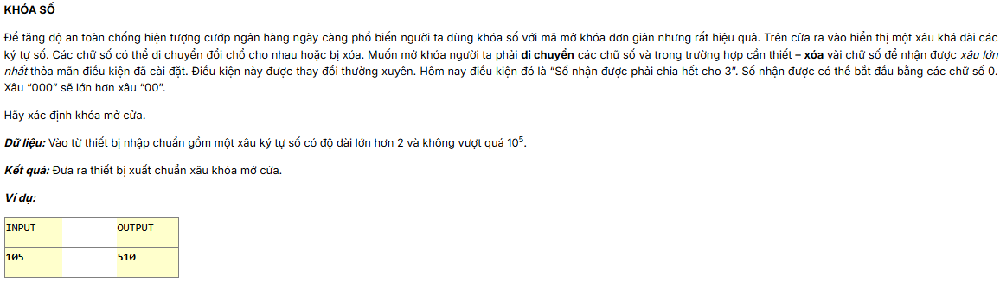 KHÓA SỐ
Để tăng độ an toàn chống hiện tượng cướp ngân hàng ngày càng phổ biến người ta dùng khóa số với mã mở khóa đơn giản nhưng rất hiệu quả. Trên cửa ra vào hiển thị một xâu khá dài các
ký tự số. Các chữ số có thể di chuyển đổi chổ cho nhau hoặc bị xóa. Muốn mở khóa người ta phải di chuyển các chữ số và trong trường hợp cần thiết – xóa vài chữ số để nhận được xâu lớn
nhất thỏa mãn điều kiện đã cài đặt. Điều kiện này được thay đổi thường xuyên. Hôm nay điều kiện đó là “Số nhận được phải chia hết cho 3”. Số nhận được có thể bắt đầu bằng các chữ số 0.
Xâu “000” sẽ lớn hơn xâu “00”.
Hãy xác định khóa mở cửa.
Dữ liệu: Vào từ thiết bị nhập chuẩn gồm một xâu ký tự số có độ dài lớn hơn 2 và không vượt quá 10⁵.
Kết quả: Đưa ra thiết bị xuất chuẩn xâu khóa mở cửa.
Ví dụ:
INPUT OUTPUT
105 510